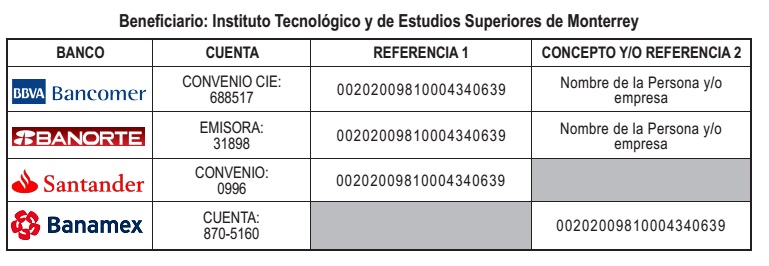 Beneficiario: Instituto Tecnológico y de Estudios Superiores de Monterrey
BANCO CUENTA REFERENCIA 1 CONCEPTO Y/O REFERENCIA 2
BBVA Bancomer CONVENIO CIE: 00202009810004340639 Nombre de la Persona y/o
688517 empresa
BANORTE EMISORA: 00202009810004340639 Nombre de la Persona y/o
31898 empresa
Santander CONVENIO: 00202009810004340639
0996
Banamex CUENTA: 00202009810004340639
870-5160